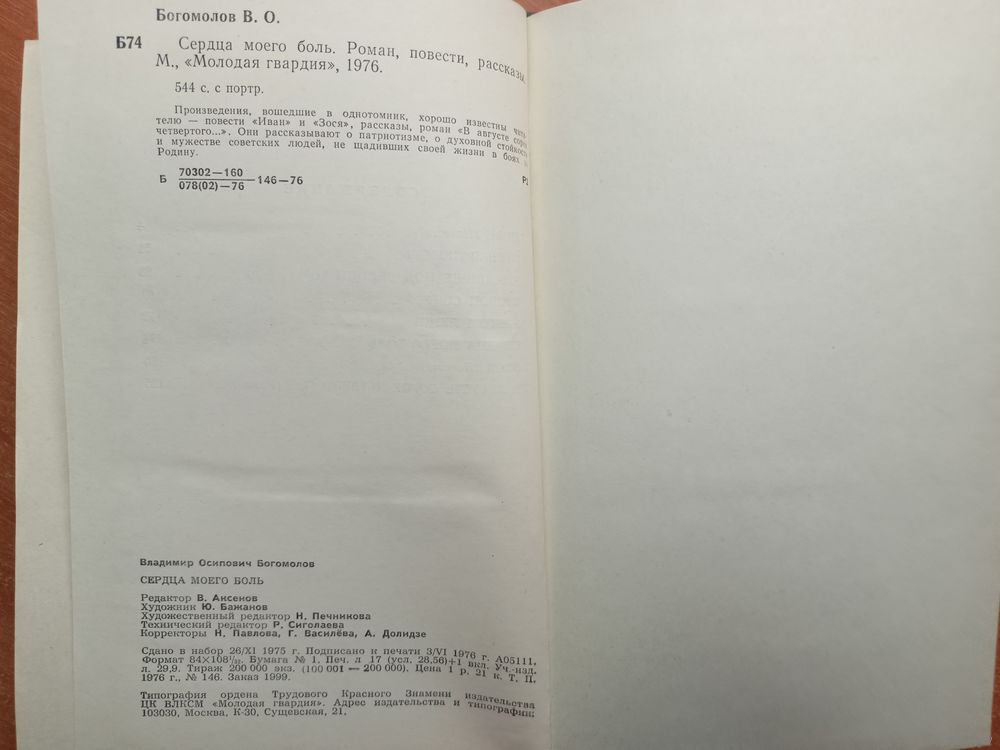 Богомолов В. О.
Б74 Сердца моего боль. Роман, повести, рассказы.
М., «Молодая гвардия», 1976.
544 с. с портр.
Произведения, вошедшие в однотомник, хорошо известны чита-
телю — повести «Иван» и «Зося», рассказы, роман «В августе сорок
четвертого...». Они рассказывают о патриотизме, о духовной стойкости
и мужестве советских людей, не щадивших своей жизни в боях за
Родину.
70302—160
Б 078(02)—76 —146—76
Владимир Осипович Богомолов
СЕРДЦА МОЕГО БОЛЬ
Редактор В. Аксенов
Художник Ю. Бажанов
Художественный редактор Н. Печникова
Технический редактор Р. Сиголаева
Корректоры Н. Павлова, Г. Василёва, А. Долидзе
Сдано в набор 26/XI 1975 г. Подписано к печати 3/VI 1976 г. А05111.
Формат 84×108¹/₃₂. Бумага № 1. Печ. л 17 (усл. 28,56)+1 вкл. Уч.-изд.
л. 29,9. Тираж 200 000 экз. (100 001 — 200 000). Цена 1 р. 21 к. Т. П.
1976 г., № 146. Заказ 1999.
Типография ордена Трудового Красного Знамени издательства
ЦК ВЛКСМ «Молодая гвардия». Адрес издательства и типографии:
103030, Москва, К-30, Сущевская, 21.